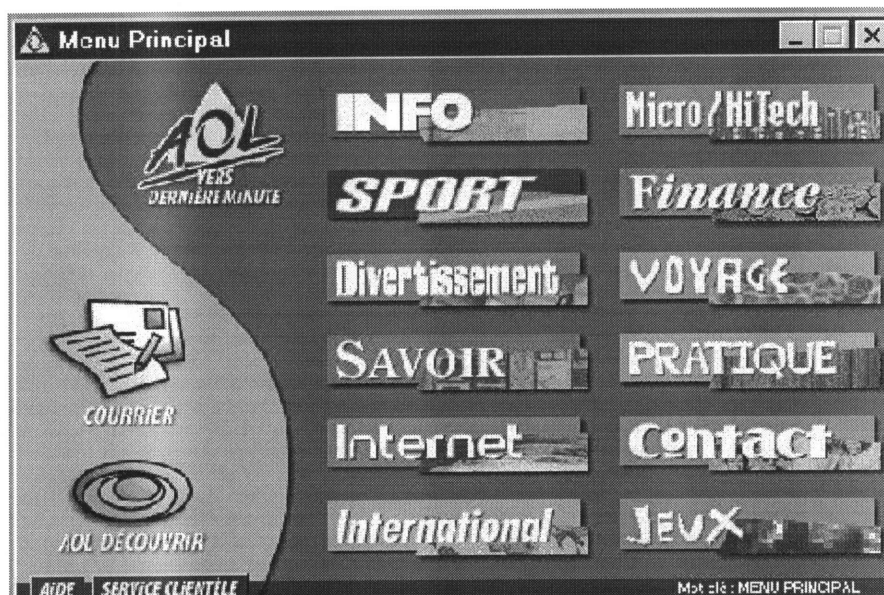 Menu Principal
AOL
VERS
DERNIÈRE MINUTE
COURRIER
AOL DÉCOUVRIR
INFO
SPORT
Divertissement
SAVOIR
Internet
International
Micro/HiTech
Finance
VOYAGE
PRATIQUE
Contact
JEUX
AIDE
SERVICE CLIENTÈLE
Mot clé : MENU PRINCIPAL